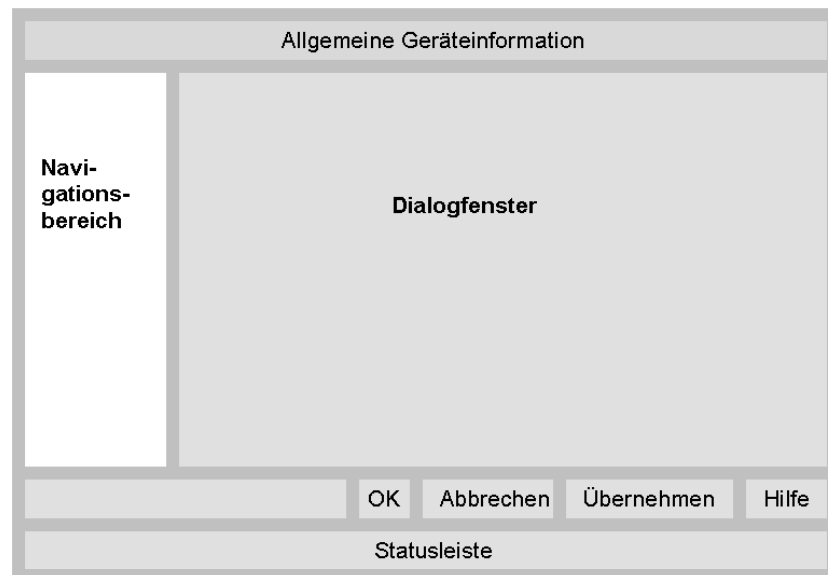 Allgemeine Geräteinformation
Navi-
gations-
bereich
Dialogfenster
OK Abbrechen Übernehmen Hilfe
Statusleiste